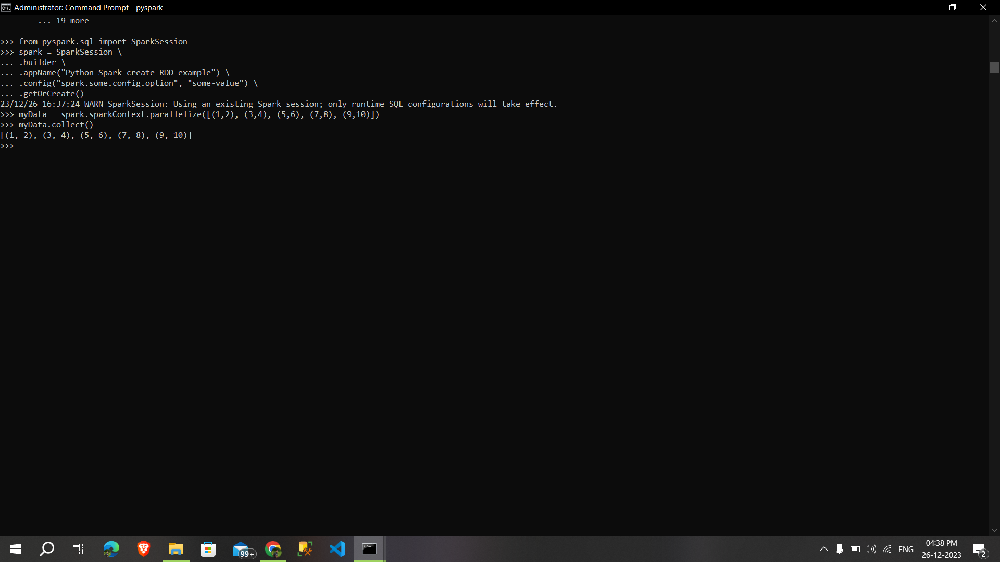 Administrator: Command Prompt - pyspark
... 19 more
>>> from pyspark.sql import SparkSession
>>> spark = SparkSession \
... .builder \
... .appName("Python Spark create RDD example") \
... .config("spark.some.config.option", "some-value") \
... .getOrCreate()
23/12/26 16:37:24 WARN SparkSession: Using an existing Spark session; only runtime SQL configurations will take effect.
>>> myData = spark.sparkContext.parallelize([(1,2), (3,4), (5,6), (7,8), (9,10)])
>>> myData.collect()
[(1, 2), (3, 4), (5, 6), (7, 8), (9, 10)]
>>>
99+
ENG
04:38 PM
26-12-2023
2